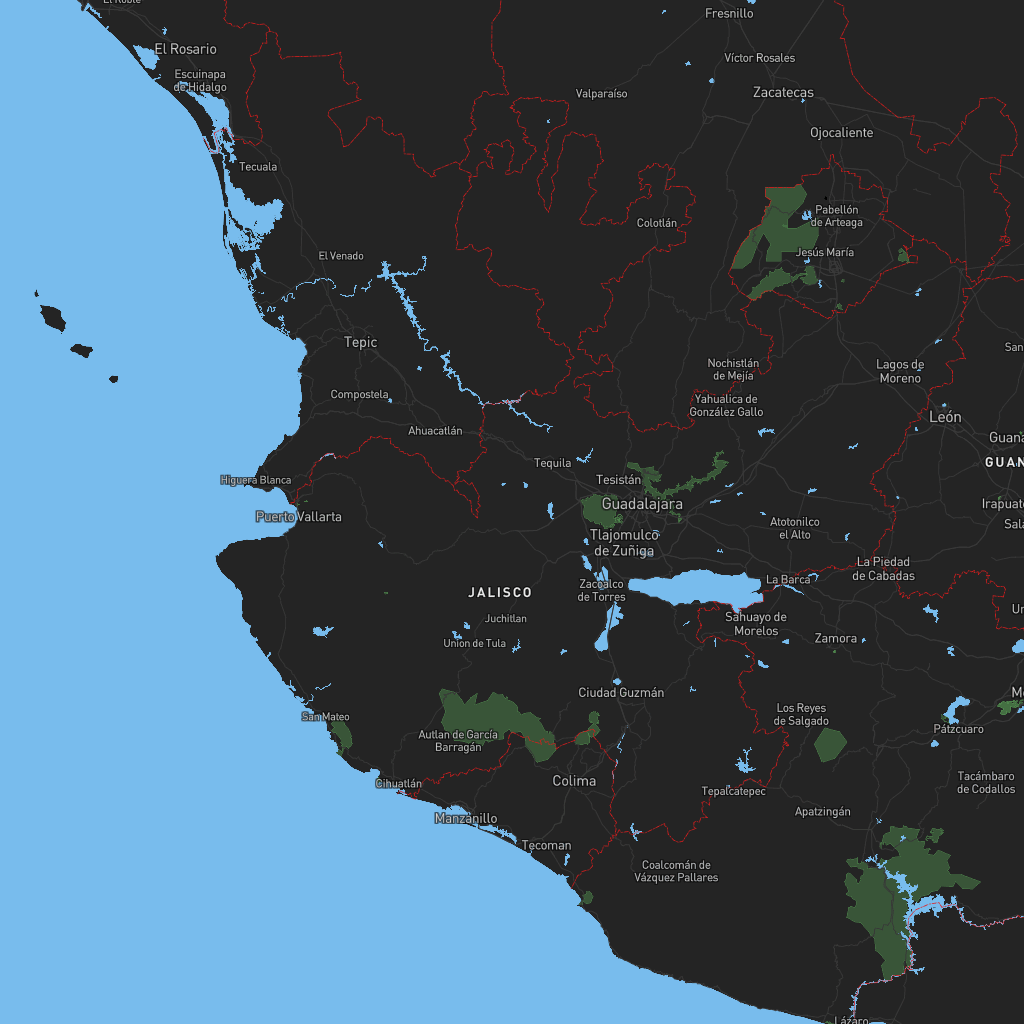 El Roble
Fresnillo
El Rosario
Víctor Rosales
Escuinapa
de Hidalgo
Valparaíso
Zacatecas
Ojocaliente
Tecuala
Pabellón
de Arteaga
Colotlán
El Venado
Jesús María
Tepic
San
Nochistlán
de Mejía
Lagos de
Moreno
Compostela
Yahualica de
González Gallo
León
Ahuacatlán
Guana
Tequila
GUAN
Higuera Blanca
Tesistán
Guadalajara
Irapuato
Puerto Vallarta
Atotonilco
el Alto
Sala
Tlajomulco
de Zuñiga
La Piedad
de Cabadas
Zacoalco
de Torres
La Barca
JALISCO
Juchitlan
Sahuayo de
Morelos
Ur
Union de Tula
Zamora
Ciudad Guzmán
Mo
San Mateo
Los Reyes
de Salgado
Autlan de García
Barragán
Pátzcuaro
Cihuatlán
Colima
Tepalcatepec
Tacámbaro
de Codallos
Manzanillo
Apatzingán
Tecoman
Coalcomán de
Vázquez Pallares
Lázaro